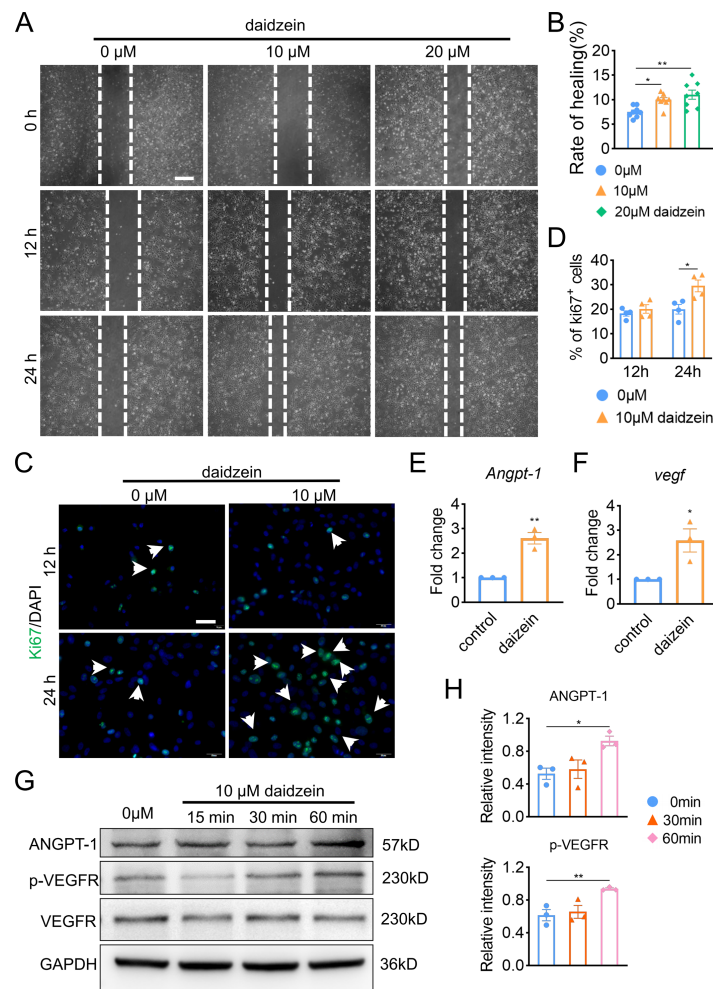 A
daidzein
0 µM
10 µM
20 µM
0 h
12 h
24 h
B
Rate of healing(%)
20
15
10
5
0
**
*
0µM
10µM
20µM daidzein
D
% of ki67+ cells
40
30
20
10
0
*
12h
24h
0µM
10µM daidzein
C
daidzein
0 µM
10 µM
Ki67/DAPI
12 h
24 h
E
Angpt-1
Fold change
4
3
2
1
0
**
control
daizein
F
vegf
Fold change
4
3
2
1
0
*
control
daizein
G
10 µM daidzein
0µM
15 min
30 min
60 min
ANGPT-1
57kD
p-VEGFR
230kD
VEGFR
230kD
GAPDH
36kD
H
ANGPT-1
Relative intensity
1.2
0.8
0.4
0.0
*
0min
30min
60min
p-VEGFR
Relative intensity
1.2
0.8
0.4
0.0
**